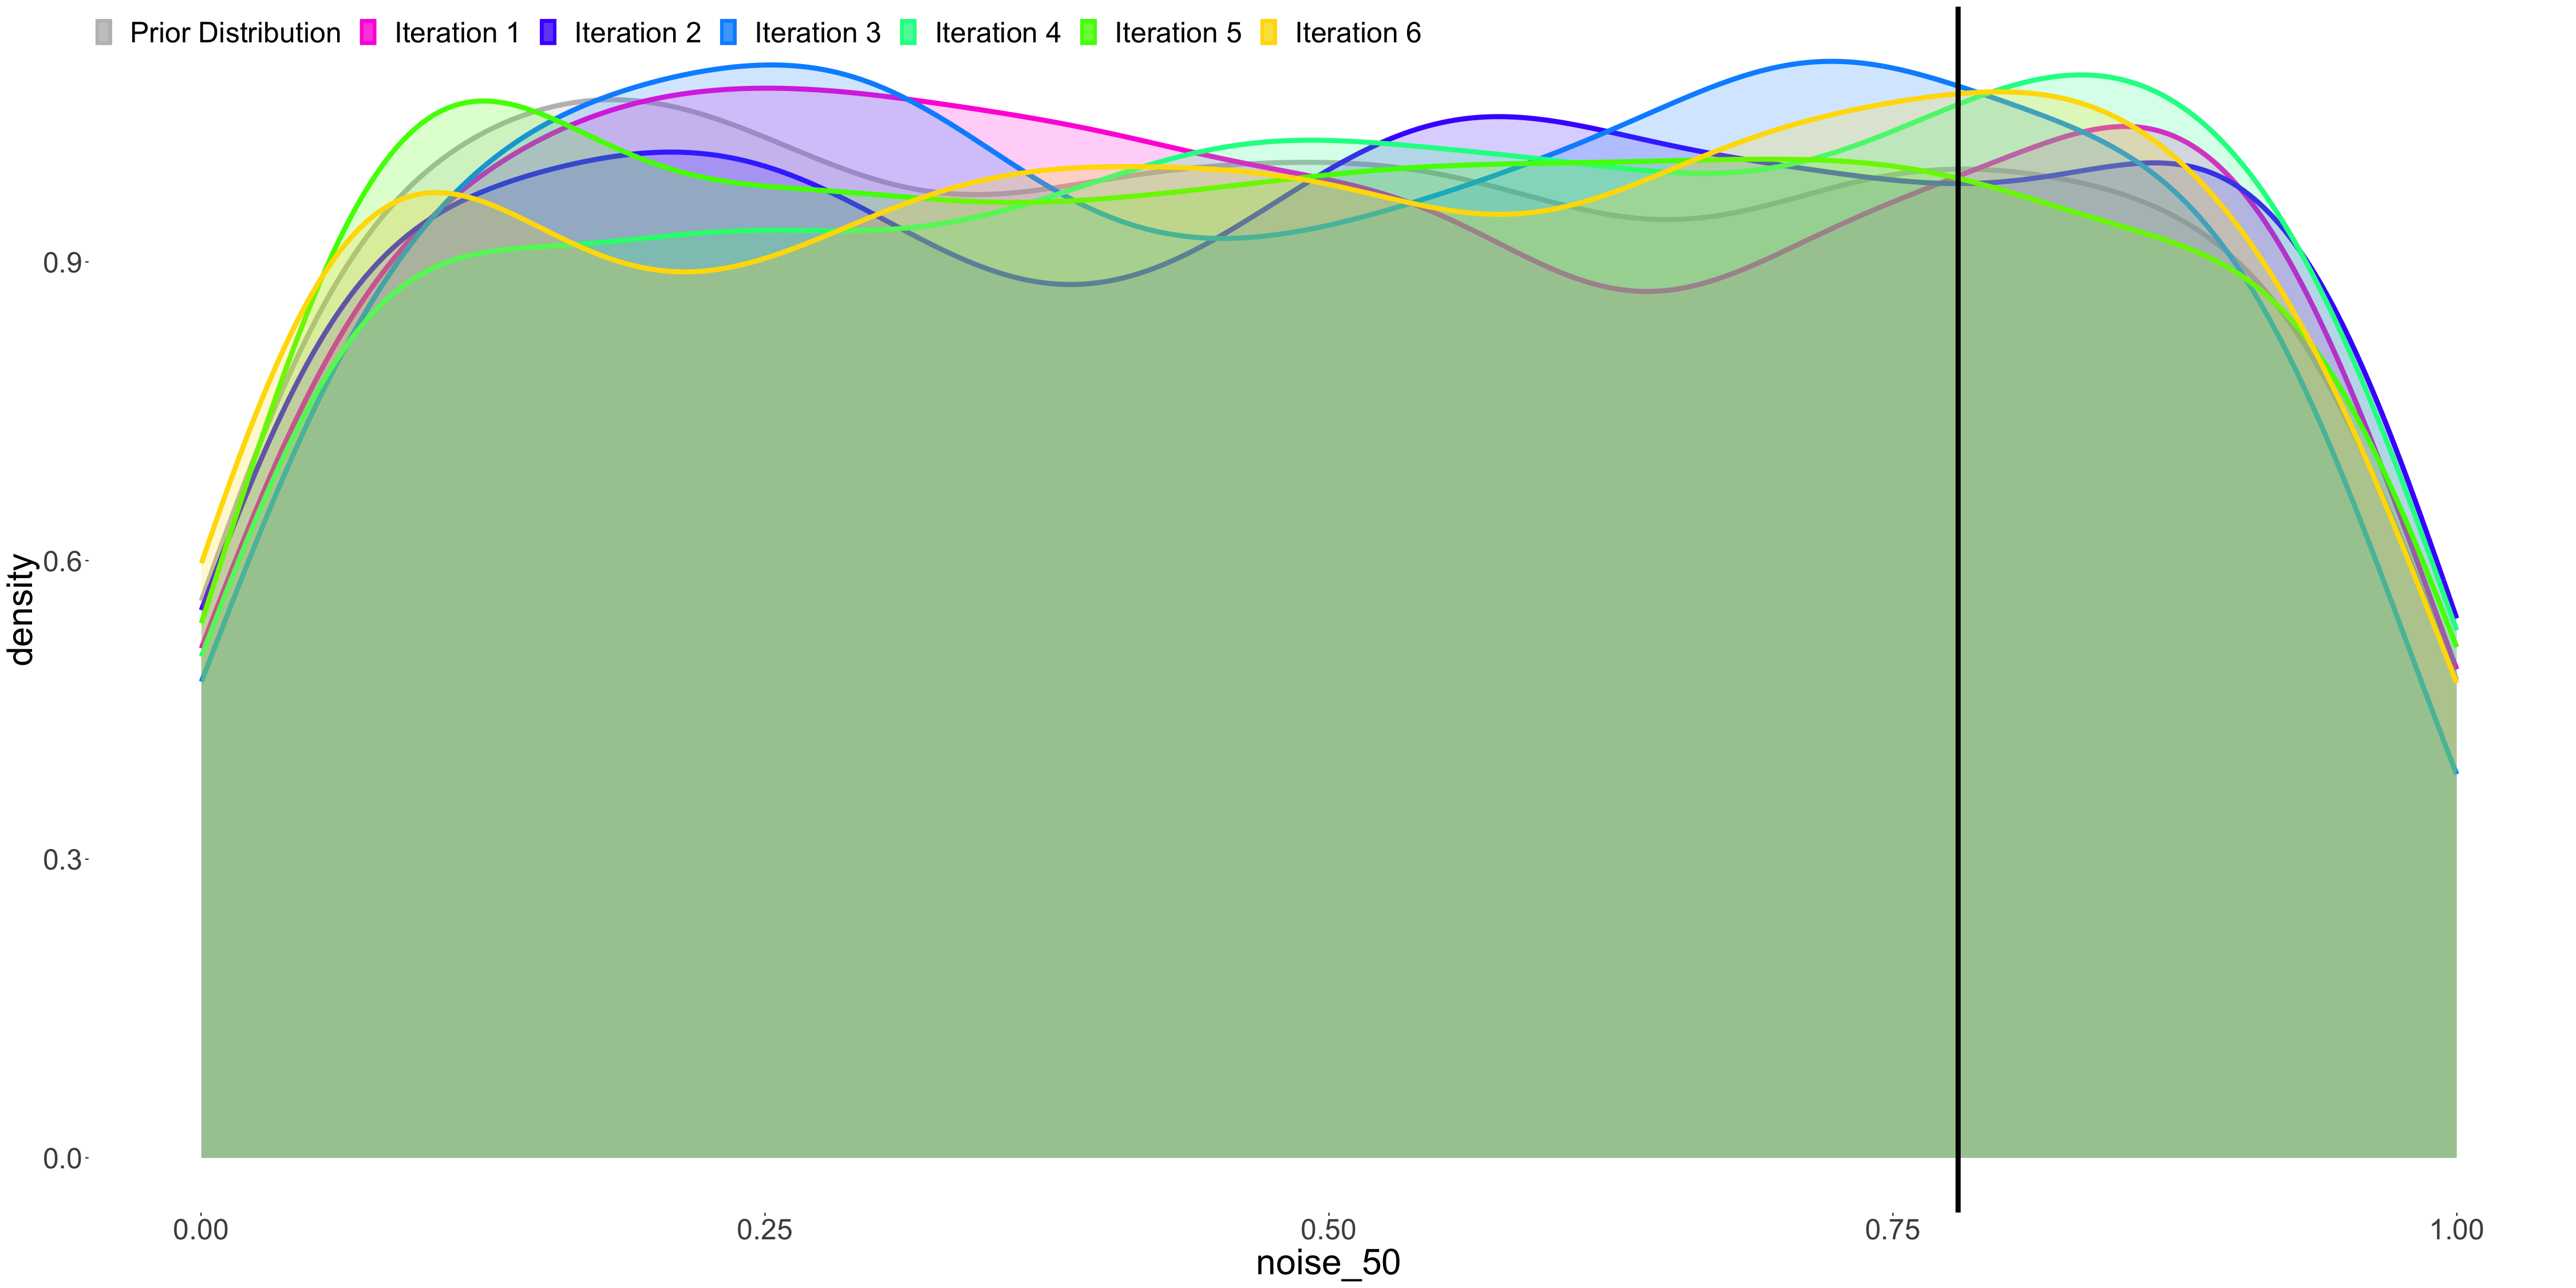 Prior Distribution Iteration 1 Iteration 2 Iteration 3 Iteration 4 Iteration 5 Iteration 6
density
0.9
0.6
0.3
0.0
0.00 0.25 0.50 0.75 1.00
noise_50